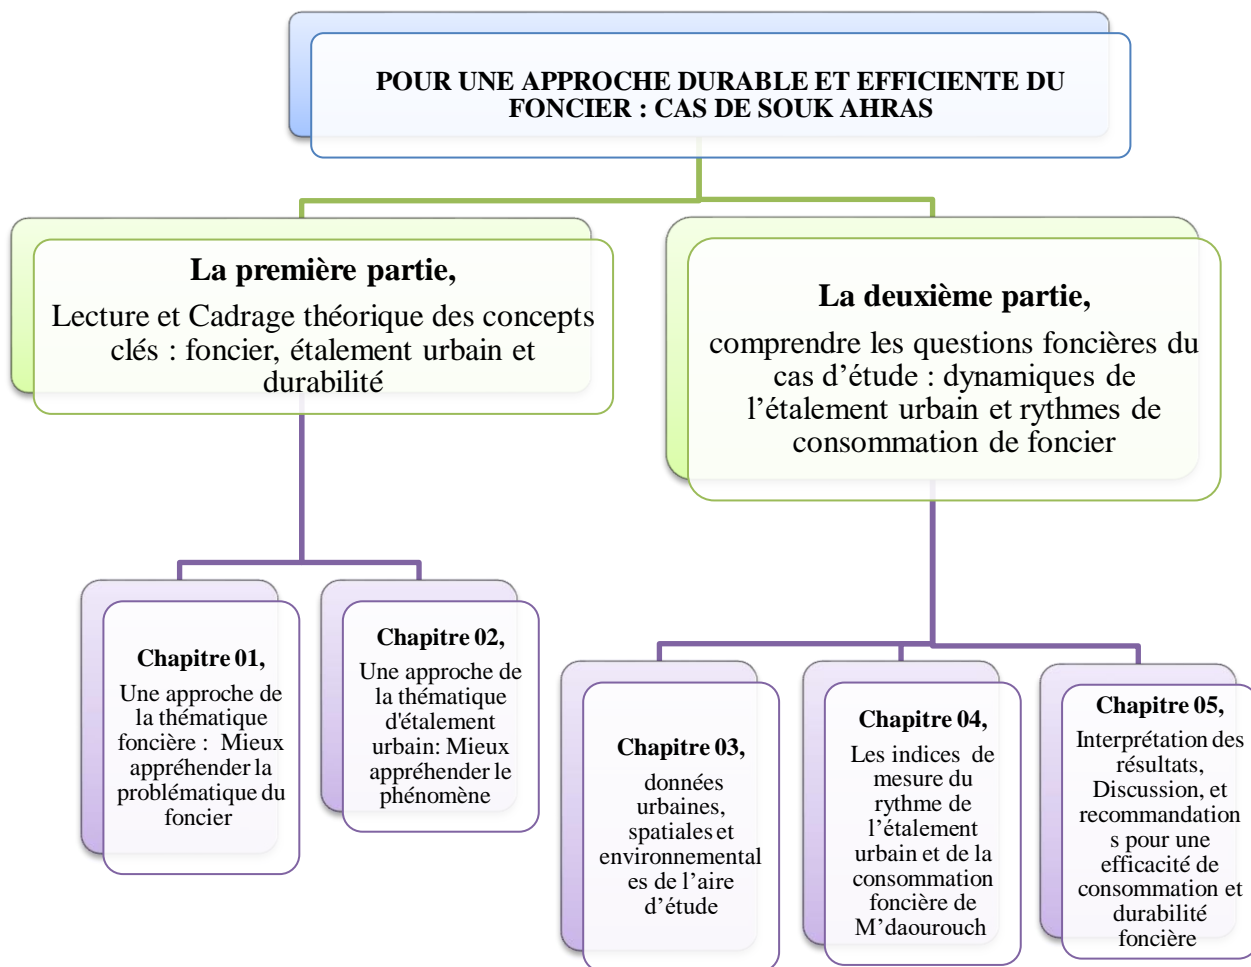 POUR UNE APPROCHE DURABLE ET EFFICIENTE DU
FONCIER : CAS DE SOUK AHRAS
La première partie,
Lecture et Cadrage théorique des concepts
clés : foncier, étalement urbain et
durabilité
La deuxième partie,
comprendre les questions foncières du
cas d’étude : dynamiques de
l’étalement urbain et rythmes de
consommation de foncier
Chapitre 01,
Une approche de
la thématique
foncière : Mieux
appréhender la
problématique du
foncier
Chapitre 02,
Une approche de
la thématique
d'étalement
urbain: Mieux
appréhender le
phénomène
Chapitre 03,
données
urbaines,
spatiales et
environnemental
es de l’aire
d’étude
Chapitre 04,
Les indices de
mesure du
rythme de
l’étalement
urbain et de la
consommation
foncière de
M’daourouch
Chapitre 05,
Interprétation des
résultats,
Discussion, et
recommandation
s pour une
efficacité de
consommation et
durabilité
foncière